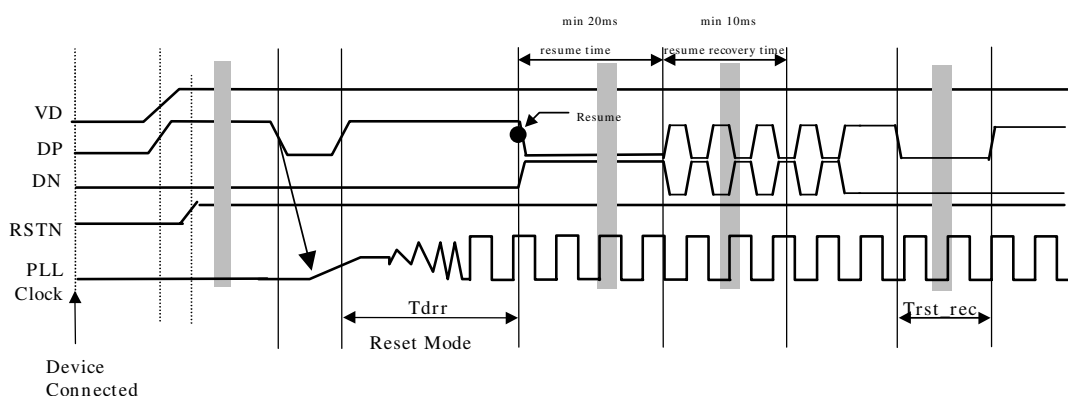 min 20ms
min 10ms
resume time
resume recovery time
VD
Resume
DP
DN
RSTN
PLL
Clock
Tdrr
Trst_rec
Reset Mode
Device
Connected